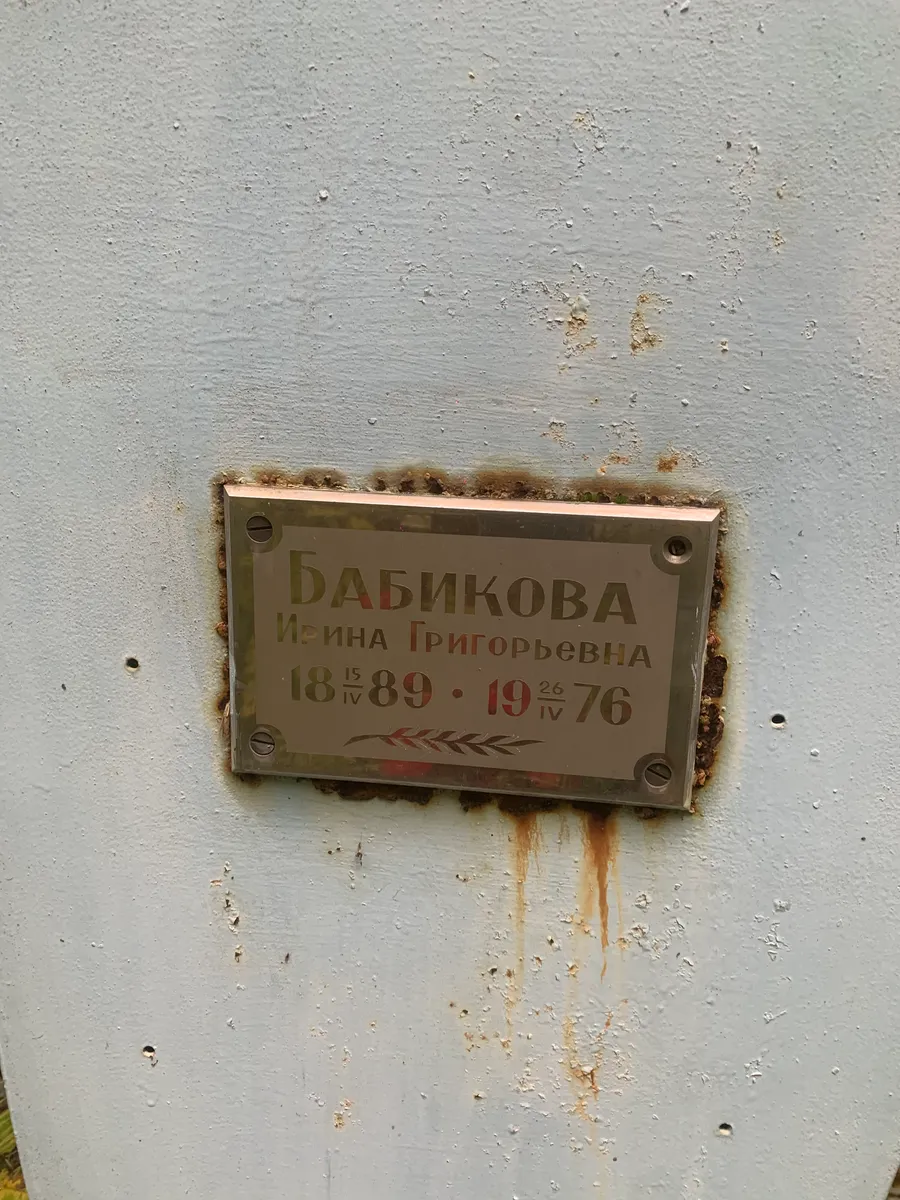 БАБИКОВА
Ирина Григорьевна
18 15/IV 89 • 19 26/IV 76